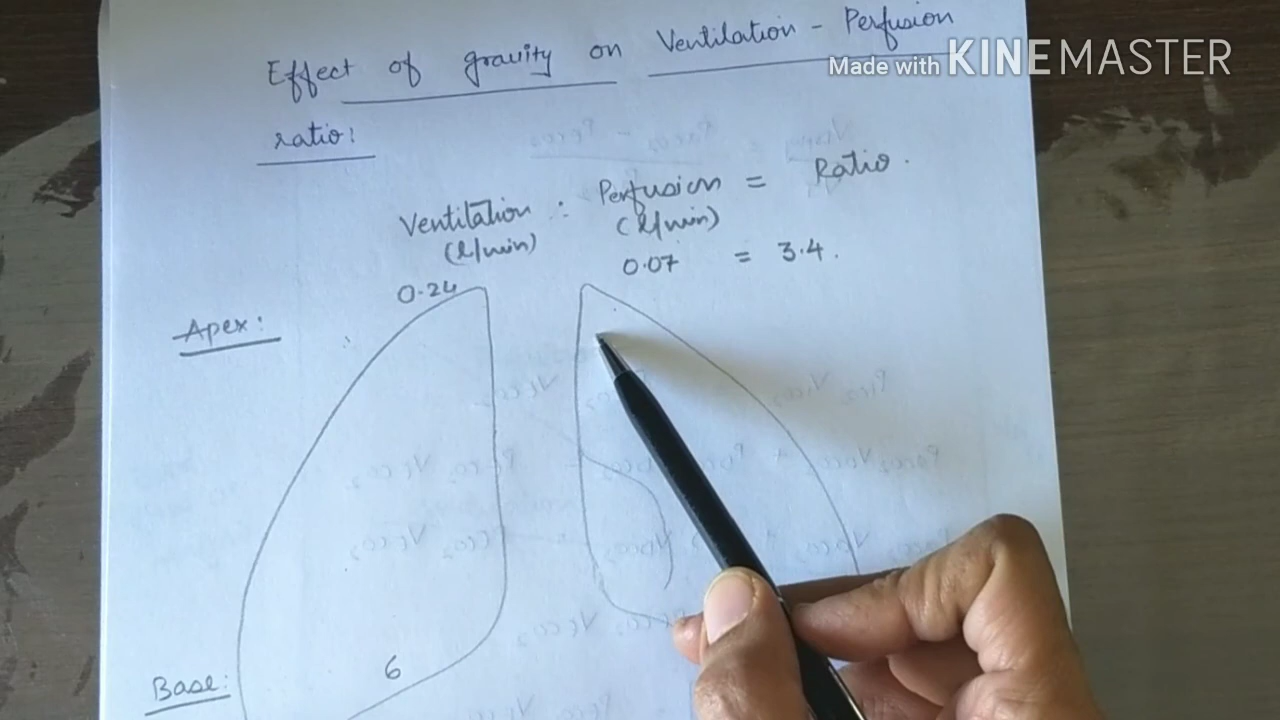 Effect of gravity on Ventilation - Perfusion
Made with KINEMASTER
ratio:
Ventilation : Perfusion = Ratio.
(l/min) (l/min)
0.24 0.07 = 3.4.
Apex:
6
Base: